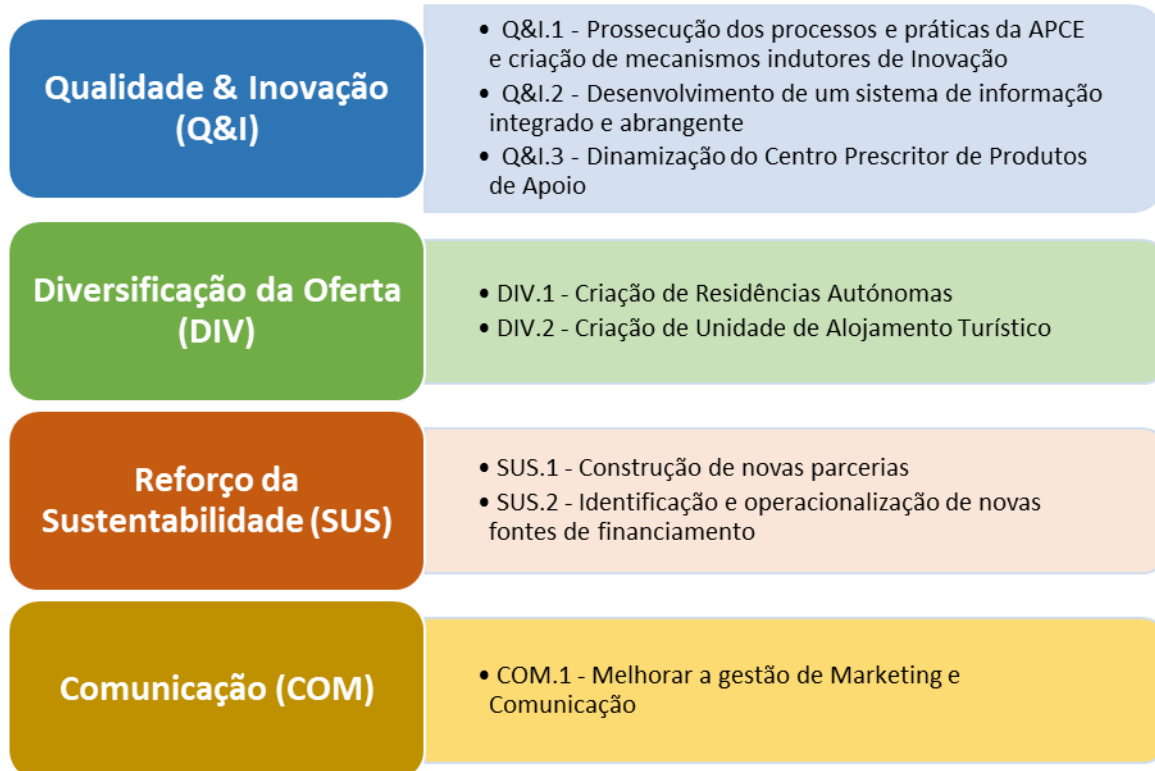 Qualidade & Inovação
(Q&I)
• Q&I.1 - Prossecução dos processos e práticas da APCE
e criação de mecanismos indutores de Inovação
• Q&I.2 - Desenvolvimento de um sistema de informação
integrado e abrangente
• Q&I.3 - Dinamização do Centro Prescritor de Produtos
de Apoio
Diversificação da Oferta
(DIV)
• DIV.1 - Criação de Residências Autónomas
• DIV.2 - Criação de Unidade de Alojamento Turístico
Reforço da
Sustentabilidade (SUS)
• SUS.1 - Construção de novas parcerias
• SUS.2 - Identificação e operacionalização de novas
fontes de financiamento
Comunicação (COM)
• COM.1 - Melhorar a gestão de Marketing e
Comunicação